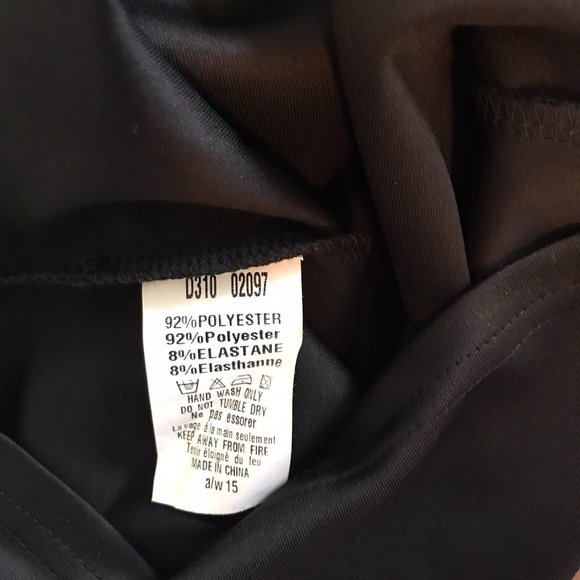 D310 02097
92%POLYESTER
92%Polyester
8%ELASTANE
8%Elasthanne
HAND WASH ONLY
DO NOT TUMBLE DRY
Ne pas essorer
Lavage à la main seulement
KEEP AWAY FROM FIRE
Tenir éloigné du feu
MADE IN CHINA
a/w 15